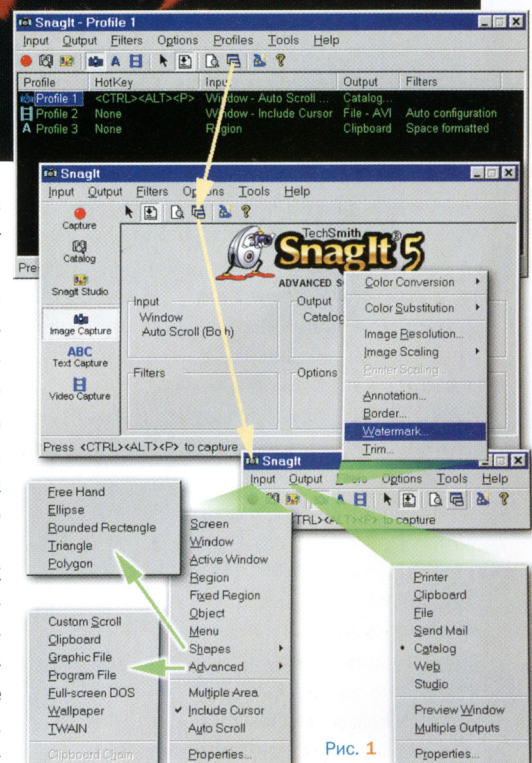 SnagIt - Profile 1
Input Output Filters Options Profiles Tools Help
Profile HotKey Input Output Filters
Profile 1 <CTRL><ALT><P> Window - Auto Scroll ... Catalog...
Profile 2 None Window - Include Cursor File - AVI Auto configuration
Profile 3 None Region Clipboard Space formatted
SnagIt
Input Output Filters Options Tools Help
Capture
Catalog
SnagIt Studio
Image Capture
ABC
Text Capture
Video Capture
TechSmith
SnagIt 5
ADVANCED
Input
Window
Auto Scroll (Both)
Output
Catalog
Filters
Options
Press <CTRL><ALT><P> to capture
Color Conversion
Color Substitution
Image Resolution...
Image Scaling
Printer Scaling
Annotation...
Border...
Watermark...
Trim...
SnagIt
Input Output Filters Options Tools Help
CTRL><ALT><P> to capture
Free Hand
Ellipse
Rounded Rectangle
Triangle
Polygon
Custom Scroll
Clipboard
Graphic File
Program File
Full-screen DOS
Wallpaper
TWAIN
Clipboard Chain
Screen
Window
Active Window
Region
Fixed Region
Object
Menu
Shapes
Advanced
Multiple Area
Include Cursor
Auto Scroll
Properties...
Printer
Clipboard
File
Send Mail
Catalog
Web
Studio
Preview Window
Multiple Outputs
Properties...
Рис. 1